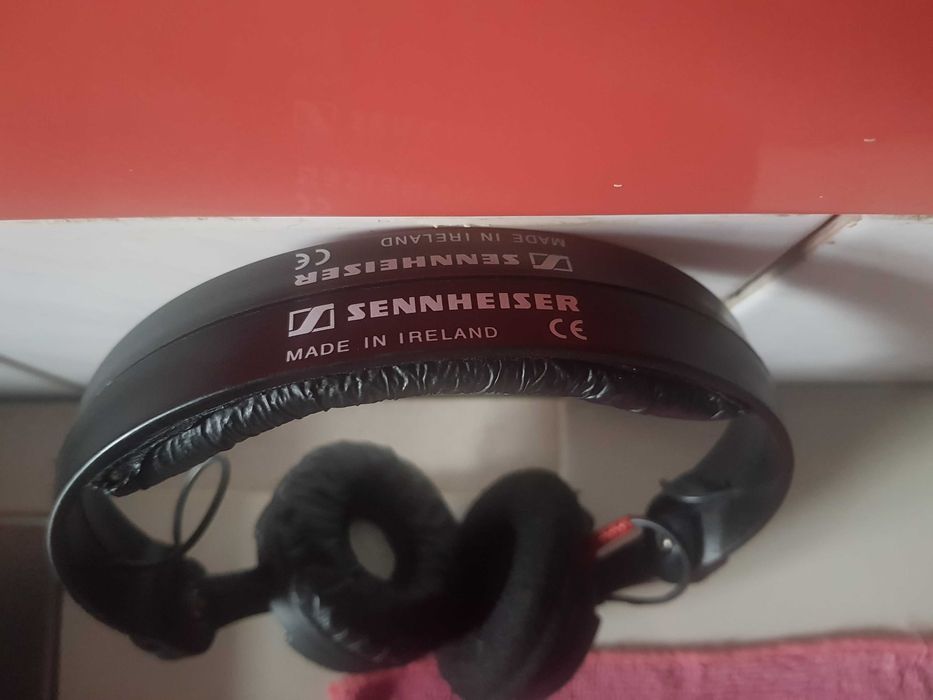 MADE IN IRELAND
SENNHEISER
CE
SENNHEISER
MADE IN IRELAND CE